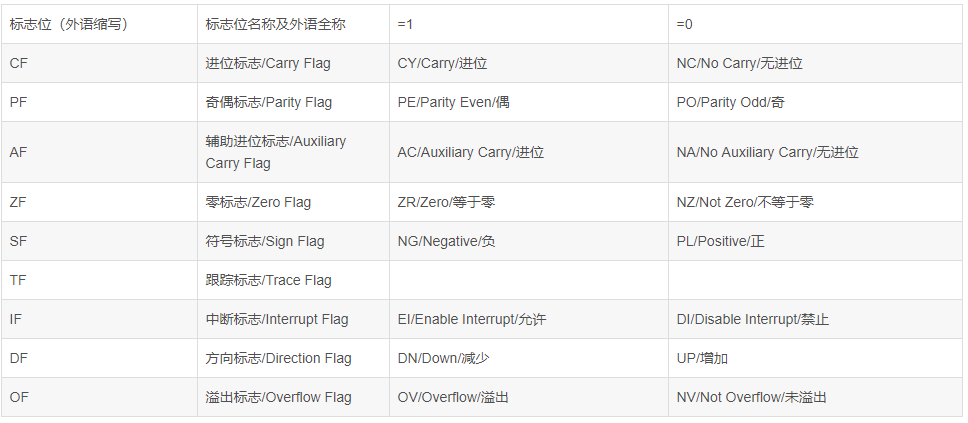 标志位（外语缩写） 标志位名称及外语全称 =1 =0
CF 进位标志/Carry Flag CY/Carry/进位 NC/No Carry/无进位
PF 奇偶标志/Parity Flag PE/Parity Even/偶 PO/Parity Odd/奇
AF 辅助进位标志/Auxiliary
Carry Flag AC/Auxiliary Carry/进位 NA/No Auxiliary Carry/无进位
ZF 零标志/Zero Flag ZR/Zero/等于零 NZ/Not Zero/不等于零
SF 符号标志/Sign Flag NG/Negative/负 PL/Positive/正
TF 跟踪标志/Trace Flag
IF 中断标志/Interrupt Flag EI/Enable Interrupt/允许 DI/Disable Interrupt/禁止
DF 方向标志/Direction Flag DN/Down/减少 UP/增加
OF 溢出标志/Overflow Flag OV/Overflow/溢出 NV/Not Overflow/未溢出